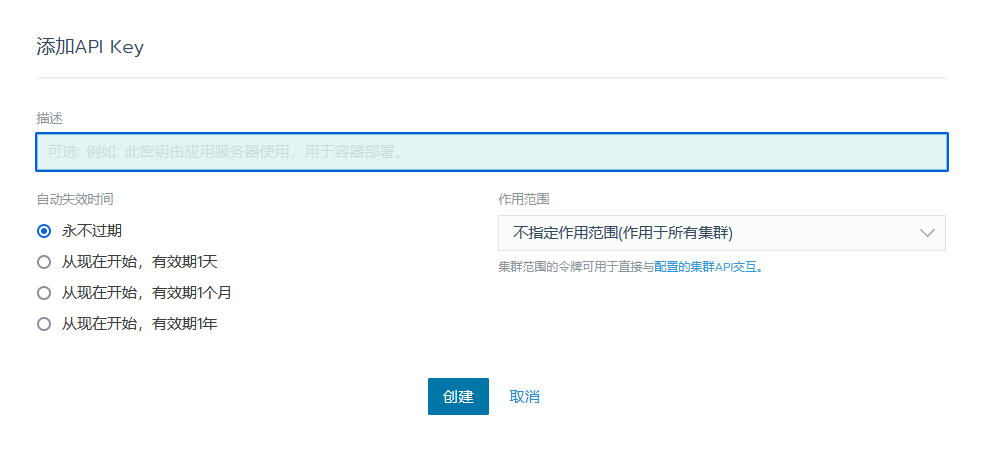 添加API Key
描述
可选: 例如: 此密钥由应用服务器使用，用于容器部署。
自动失效时间
作用范围
永不过期
不指定作用范围(作用于所有集群)
从现在开始，有效期1天
集群范围的令牌可用于直接与配置的集群API交互。
从现在开始，有效期1个月
从现在开始，有效期1年
创建
取消